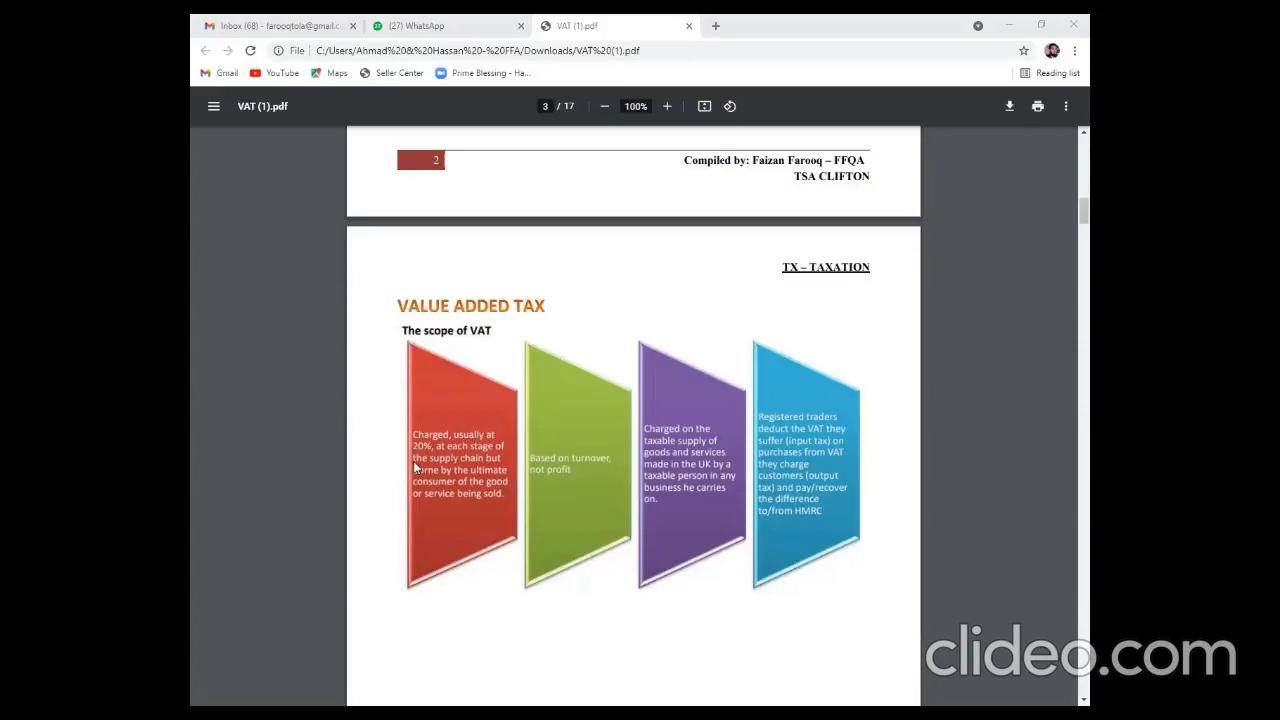 Inbox (68) - farooqtola@gmail.c
(27) WhatsApp
VAT (1).pdf
File
C:/Users/Ahmad%20&%20Hassan%20-%20FFA/Downloads/VAT%20(1).pdf
Gmail
YouTube
Maps
Seller Center
Prime Blessing - Ha...
Reading list
VAT (1).pdf
3 / 17
100%
2
Compiled by: Faizan Farooq – FFQA
TSA CLIFTON
TX – TAXATION
VALUE ADDED TAX
The scope of VAT
Charged, usually at
20%, at each stage of
the supply chain but
borne by the ultimate
consumer of the good
or service being sold.
Based on turnover,
not profit
Charged on the
taxable supply of
goods and services
made in the UK by a
taxable person in any
business he carries
on.
Registered traders
deduct the VAT they
suffer (input tax) on
purchases from VAT
they charge
customers (output
tax) and pay/recover
the difference
to/from HMRC
clideo.com